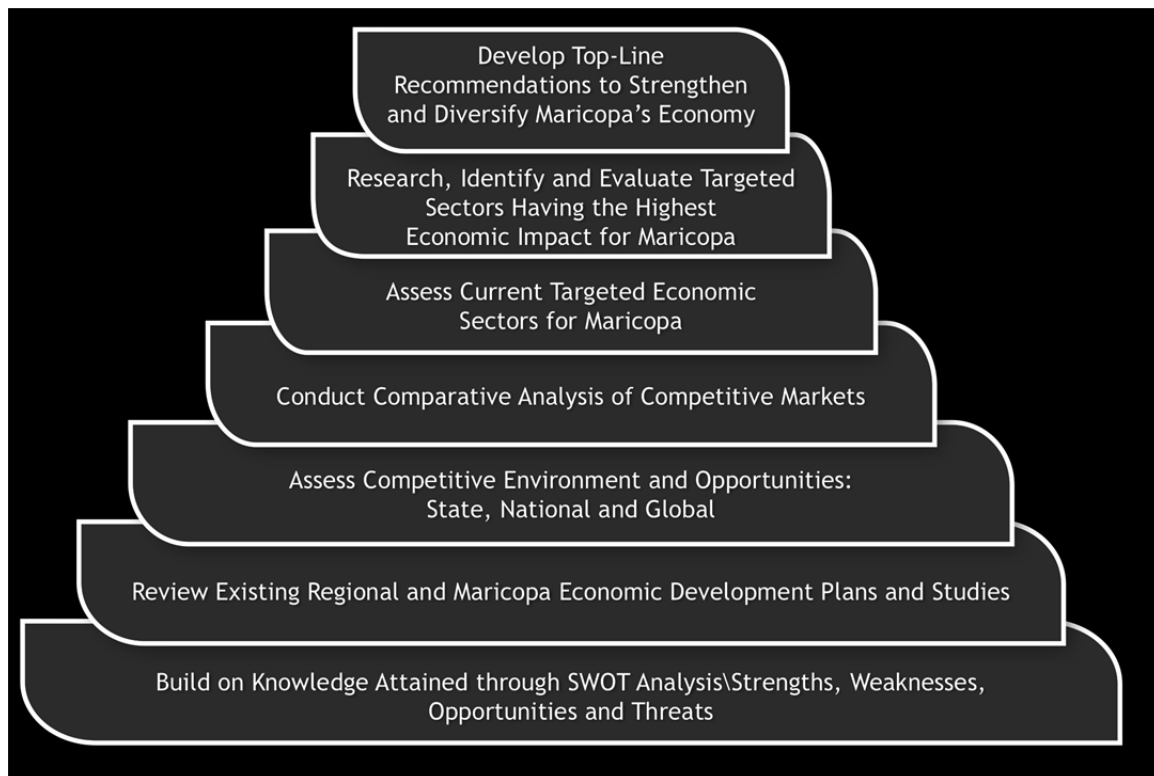 Develop Top-Line
Recommendations to Strengthen
and Diversify Maricopa’s Economy
Research, Identify and Evaluate Targeted
Sectors Having the Highest
Economic Impact for Maricopa
Assess Current Targeted Economic
Sectors for Maricopa
Conduct Comparative Analysis of Competitive Markets
Assess Competitive Environment and Opportunities:
State, National and Global
Review Existing Regional and Maricopa Economic Development Plans and Studies
Build on Knowledge Attained through SWOT Analysis\Strengths, Weaknesses,
Opportunities and Threats